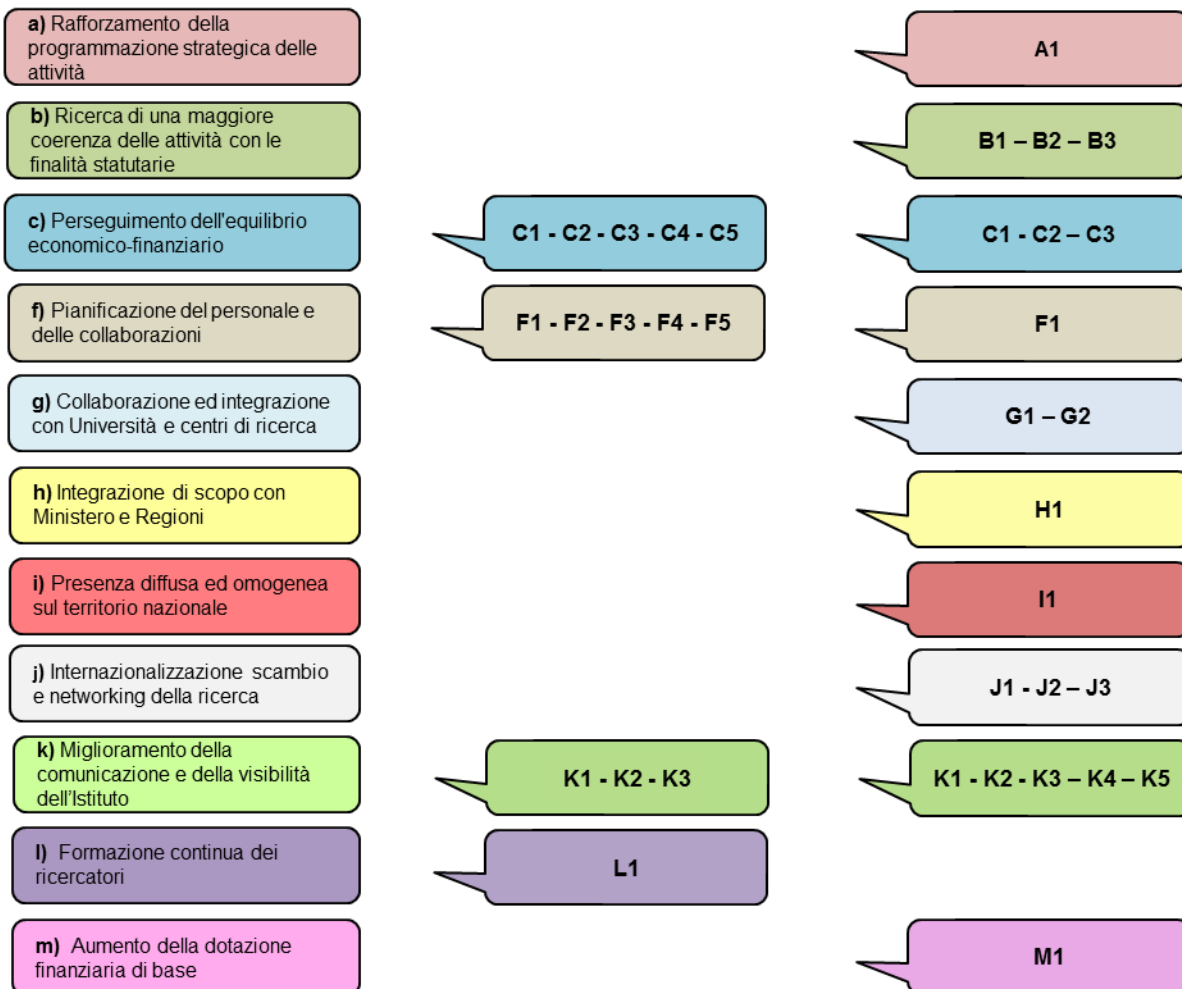 a) Rafforzamento della
programmazione strategica delle
attività
A1
b) Ricerca di una maggiore
coerenza delle attività con le
finalità statutarie
B1 – B2 – B3
c) Perseguimento dell'equilibrio
economico-finanziario
C1 - C2 - C3 - C4 - C5
C1 - C2 – C3
f) Pianificazione del personale e
delle collaborazioni
F1 - F2 - F3 - F4 - F5
F1
g) Collaborazione ed integrazione
con Università e centri di ricerca
G1 – G2
h) Integrazione di scopo con
Ministero e Regioni
H1
i) Presenza diffusa ed omogenea
sul territorio nazionale
I1
j) Internazionalizzazione scambio
e networking della ricerca
J1 - J2 – J3
k) Miglioramento della
comunicazione e della visibilità
dell'Istituto
K1 - K2 - K3
K1 - K2 - K3 – K4 – K5
l) Formazione continua dei
ricercatori
L1
m) Aumento della dotazione
finanziaria di base
M1